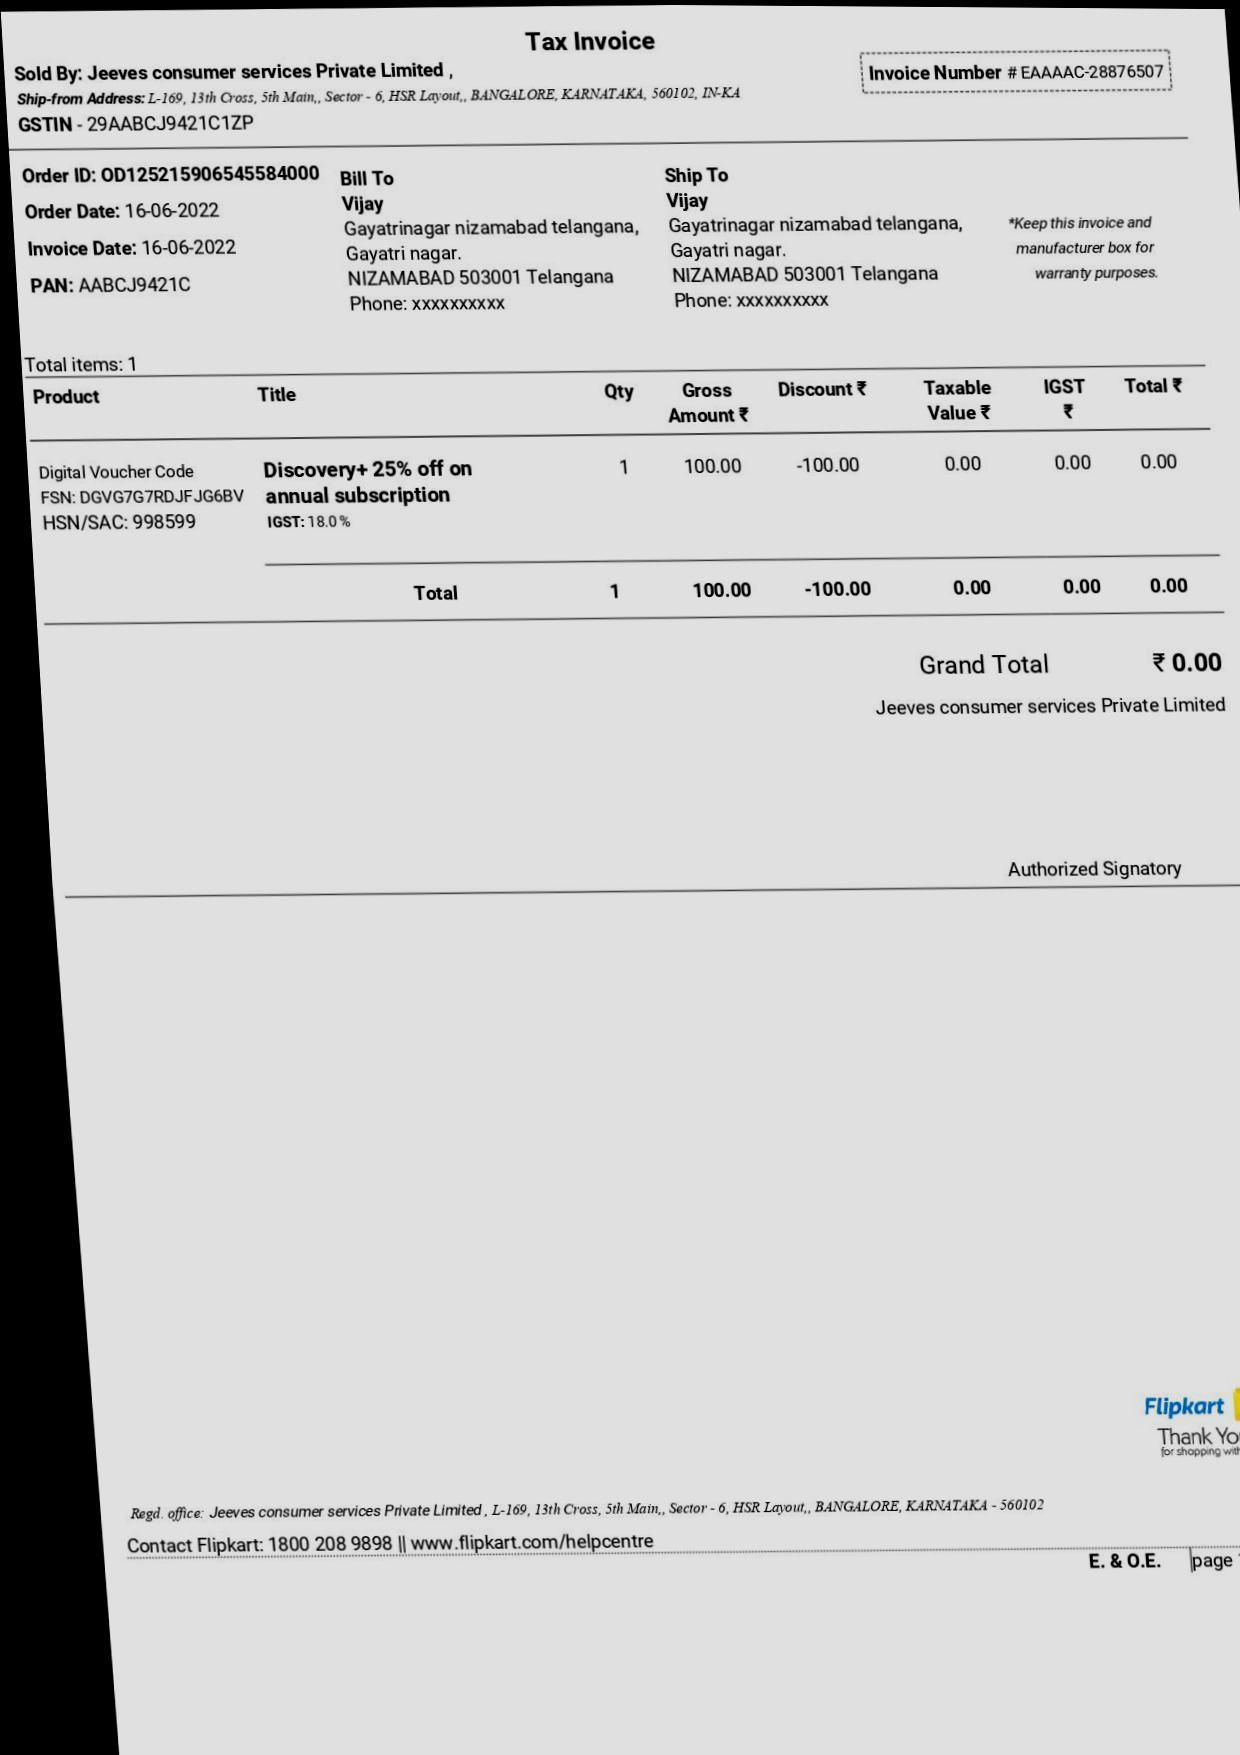 Tax Invoice
Sold By: Jeeves consumer services Private Limited ,
Invoice Number # EAAAAC-28876507
Ship-from Address: L-169, 13th Cross, 5th Main,, Sector - 6, HSR Layout,, BANGALORE, KARNATAKA, 560102, IN-KA
GSTIN - 29AABCJ9421C1ZP
Order ID: OD125215906545584000
Order Date: 16-06-2022
Invoice Date: 16-06-2022
PAN: AABCJ9421C
Bill To
Vijay
Gayatrinagar nizamabad telangana,
Gayatri nagar.
NIZAMABAD 503001 Telangana
Phone: xxxxxxxxxx
Ship To
Vijay
Gayatrinagar nizamabad telangana,
Gayatri nagar.
NIZAMABAD 503001 Telangana
Phone: xxxxxxxxxx
*Keep this invoice and
manufacturer box for
warranty purposes.
Total items: 1
Product Title Qty Gross Amount ₹ Discount ₹ Taxable Value ₹ IGST ₹ Total ₹
Digital Voucher Code
FSN: DGVG7G7RDJFJG6BV
HSN/SAC: 998599
Discovery+ 25% off on
annual subscription
IGST: 18.0%
1 100.00 -100.00 0.00 0.00 0.00
Total 1 100.00 -100.00 0.00 0.00 0.00
Grand Total ₹ 0.00
Jeeves consumer services Private Limited
Authorized Signatory
Flipkart
Thank
for shopping
Regd. office: Jeeves consumer services Private Limited , L-169, 13th Cross, 5th Main,, Sector - 6, HSR Layout,, BANGALORE, KARNATAKA - 560102
Contact Flipkart: 1800 208 9898 || www.flipkart.com/helpcentre
E. & O.E. page